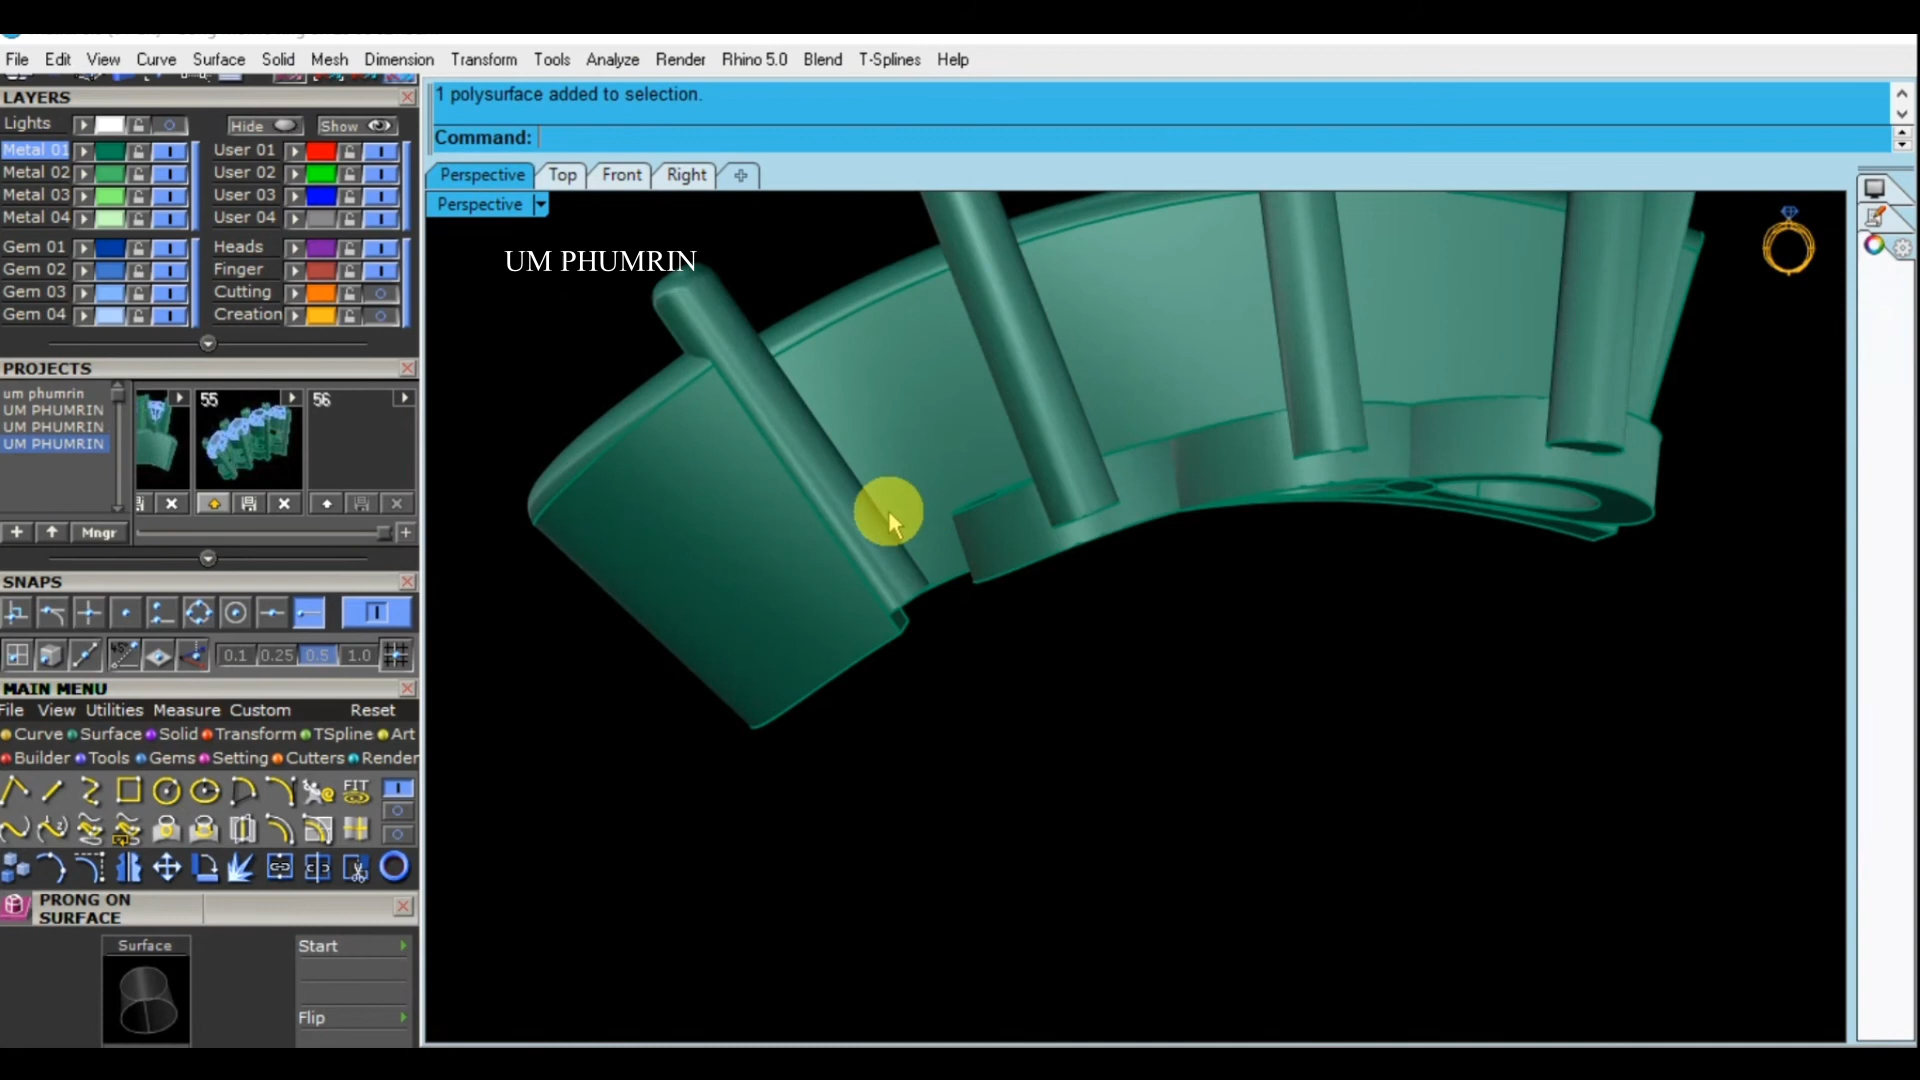 File Edit View Curve Surface Solid Mesh Dimension Transform Tools Analyze Render Rhino 5.0 Blend T-Splines Help
LAYERS
Lights Hide Show
Metal 01 User 01
Metal 02 User 02
Metal 03 User 03
Metal 04 User 04
Gem 01 Heads
Gem 02 Finger
Gem 03 Cutting
Gem 04 Creation
PROJECTS
um phumrin
UM PHUMRIN
UM PHUMRIN
UM PHUMRIN
55 56
Mngr
SNAPS
0.1 0.25 0.5 1.0
MAIN MENU
File View Utilities Measure Custom Reset
Curve Surface Solid Transform TSpline Art
Builder Tools Gems Setting Cutters Render
FIT
PRONG ON
SURFACE
Surface Start
Flip
1 polysurface added to selection.
Command:
Perspective Top Front Right
Perspective
UM PHUMRIN